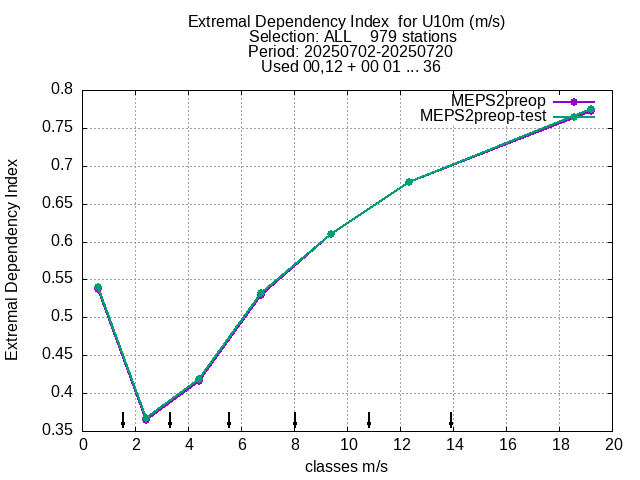 Extremal Dependency Index  for U10m (m/s)
Selection: ALL    979 stations
Period: 20250702-20250720
Used 00,12 + 00 01 ... 36
MEPS2preop
MEPS2preop-test
Extremal Dependency Index
0.8
0.75
0.7
0.65
0.6
0.55
0.5
0.45
0.4
0.35
0 2 4 6 8 10 12 14 16 18 20
classes m/s